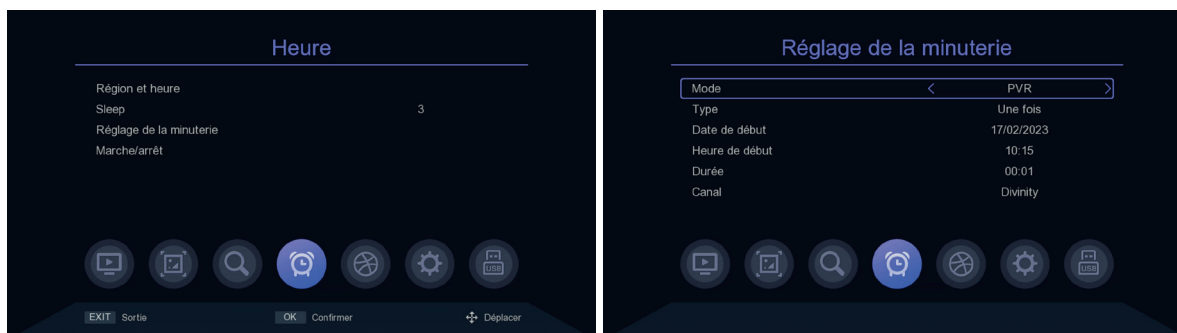 Heure
Région et heure
Sleep 3
Réglage de la minuterie
Marche/arrêt
USB
EXIT Sortie OK Confirmer Déplacer
Réglage de la minuterie
Mode < PVR >
Type Une fois
Date de début 17/02/2023
Heure de début 10:15
Durée 00:01
Canal Divinity
USB